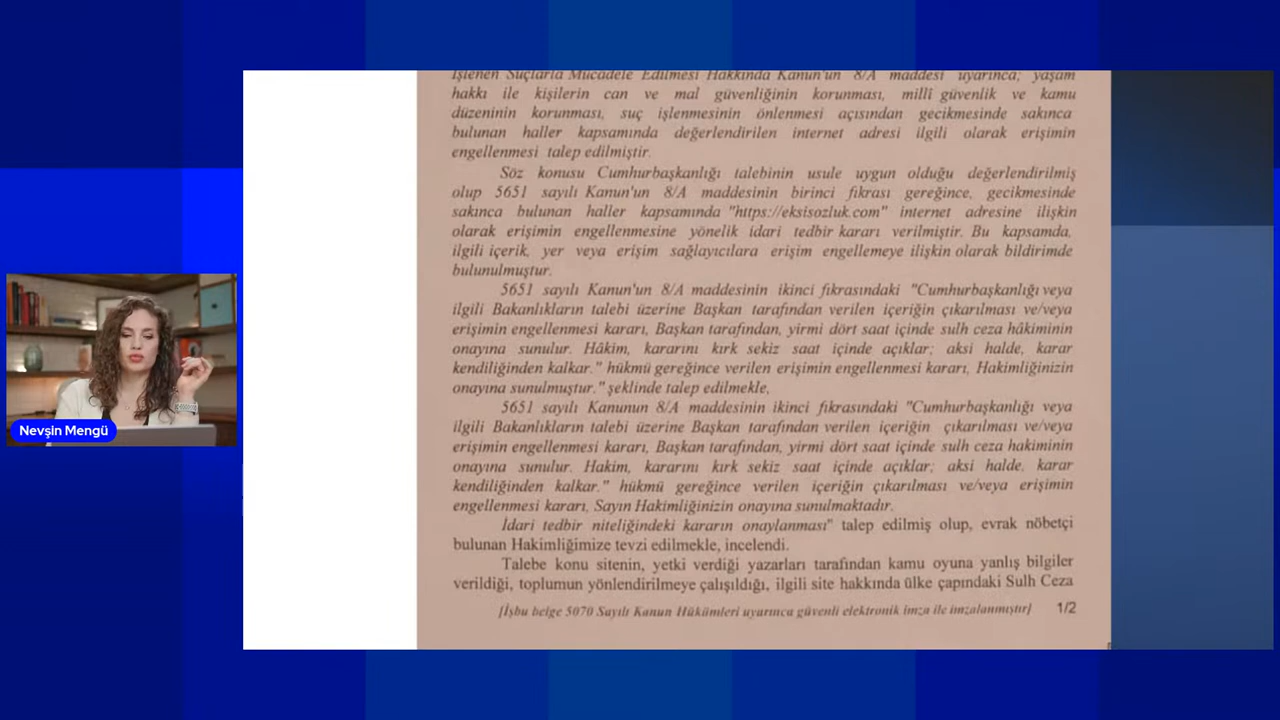 İşlenen Suçlarla Mücadele Edilmesi Hakkında Kanun'un 8/A maddesi uyarınca; yaşam
hakkı ile kişilerin can ve mal güvenliğinin korunması, millî güvenlik ve kamu
düzeninin korunması, suç işlenmesinin önlenmesi açısından gecikmesinde sakınca
bulunan haller kapsamında değerlendirilen internet adresi ilgili olarak erişimin
engellenmesi talep edilmiştir.
Söz konusu Cumhurbaşkanlığı talebinin usule uygun olduğu değerlendirilmiş
olup 5651 sayılı Kanun'un 8/A maddesinin birinci fıkrası gereğince, gecikmesinde
sakınca bulunan haller kapsamında "https://eksisozluk.com" internet adresine ilişkin
olarak erişimin engellenmesine yönelik idari tedbir kararı verilmiştir. Bu kapsamda,
ilgili içerik, yer veya erişim sağlayıcılara erişim engellemeye ilişkin olarak bildirimde
bulunulmuştur.
5651 sayılı Kanun'un 8/A maddesinin ikinci fıkrasındaki "Cumhurbaşkanlığı veya
ilgili Bakanlıkların talebi üzerine Başkan tarafından verilen içeriğin çıkarılması ve/veya
erişimin engellenmesi kararı, Başkan tarafından, yirmi dört saat içinde sulh ceza hâkiminin
onayına sunulur. Hâkim, kararını kırk sekiz saat içinde açıklar; aksi halde, karar
kendiliğinden kalkar." hükmü gereğince verilen erişimin engellenmesi kararı, Hakimliğinizin
onayına sunulmuştur." şeklinde talep edilmekle,
5651 sayılı Kanunun 8/A maddesinin ikinci fıkrasındaki "Cumhurbaşkanlığı veya
ilgili Bakanlıkların talebi üzerine Başkan tarafından verilen içeriğin çıkarılması ve/veya
erişimin engellenmesi kararı, Başkan tarafından, yirmi dört saat içinde sulh ceza hakiminin
onayına sunulur. Hakim, kararını kırk sekiz saat içinde açıklar; aksi halde, karar
kendiliğinden kalkar." hükmü gereğince verilen içeriğin çıkarılması ve/veya erişimin
engellenmesi kararı, Sayın Hakimliğinizin onayına sunulmaktadır.
İdari tedbir niteliğindeki kararın onaylanması" talep edilmiş olup, evrak nöbetçi
bulunan Hakimliğimize tevzi edilmekle, incelendi.
Talebe konu sitenin, yetki verdiği yazarları tarafından kamu oyuna yanlış bilgiler
verildiği, toplumun yönlendirilmeye çalışıldığı, ilgili site hakkında ülke çapındaki Sulh Ceza
[İşbu belge 5070 Sayılı Kanun Hükümleri uyarınca güvenli elektronik imza ile imzalanmıştır] 1/2
Nevşin Mengü